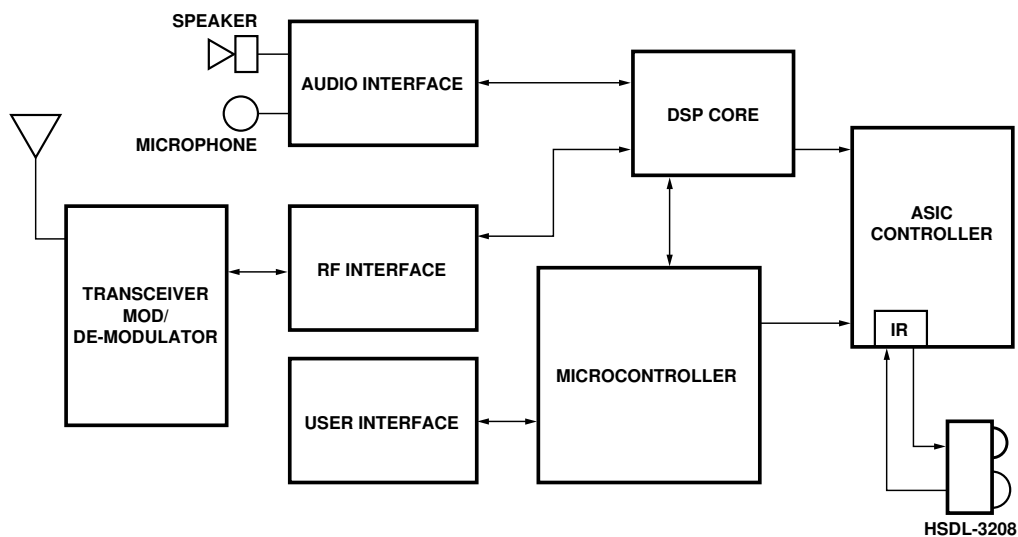 SPEAKER
AUDIO INTERFACE
MICROPHONE
DSP CORE
ASIC
CONTROLLER
RF INTERFACE
TRANSCEIVER
MOD/
DE-MODULATOR
IR
MICROCONTROLLER
USER INTERFACE
HSDL-3208